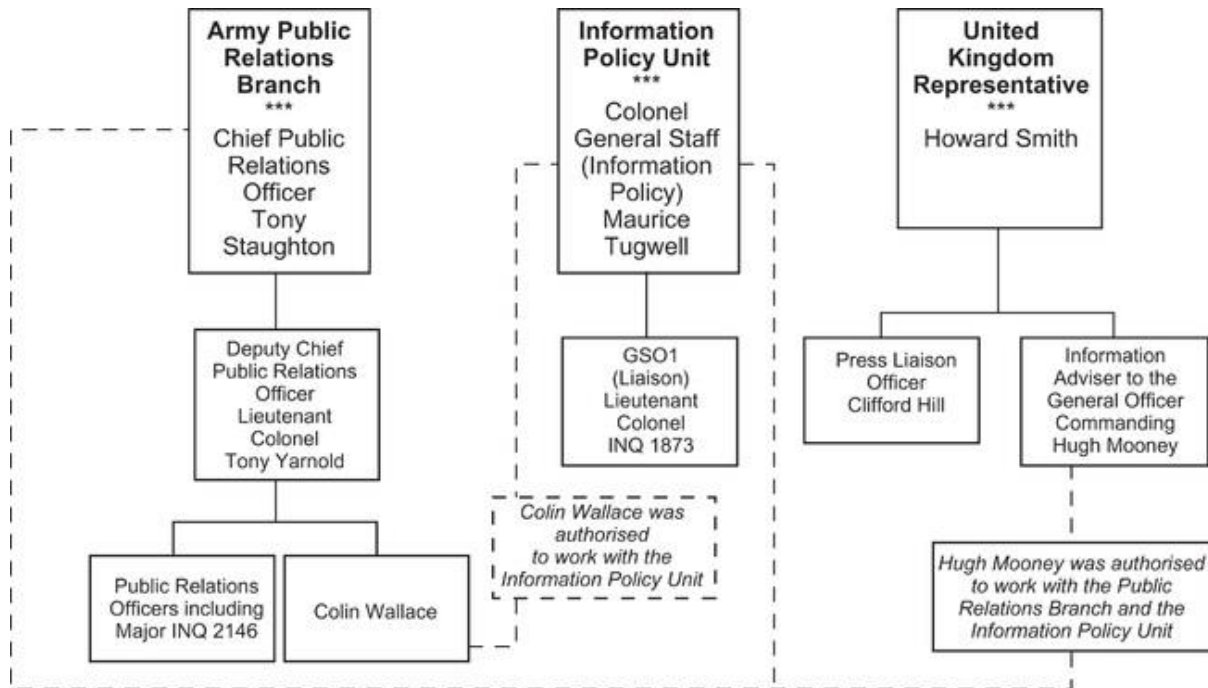 Army Public
Relations
Branch
***
Chief Public
Relations
Officer
Tony
Staughton
Information
Policy Unit
***
Colonel
General Staff
(Information
Policy)
Maurice
Tugwell
United
Kingdom
Representative
***
Howard Smith
Deputy Chief
Public Relations
Officer
Lieutenant
Colonel
Tony Yarnold
GSO1
(Liaison)
Lieutenant
Colonel
INQ 1873
Press Liaison
Officer
Clifford Hill
Information
Adviser to the
General Officer
Commanding
Hugh Mooney
Public Relations
Officers including
Major INQ 2146
Colin Wallace
Colin Wallace was
authorised
to work with the
Information Policy Unit
Hugh Mooney was authorised
to work with the Public
Relations Branch and the
Information Policy Unit